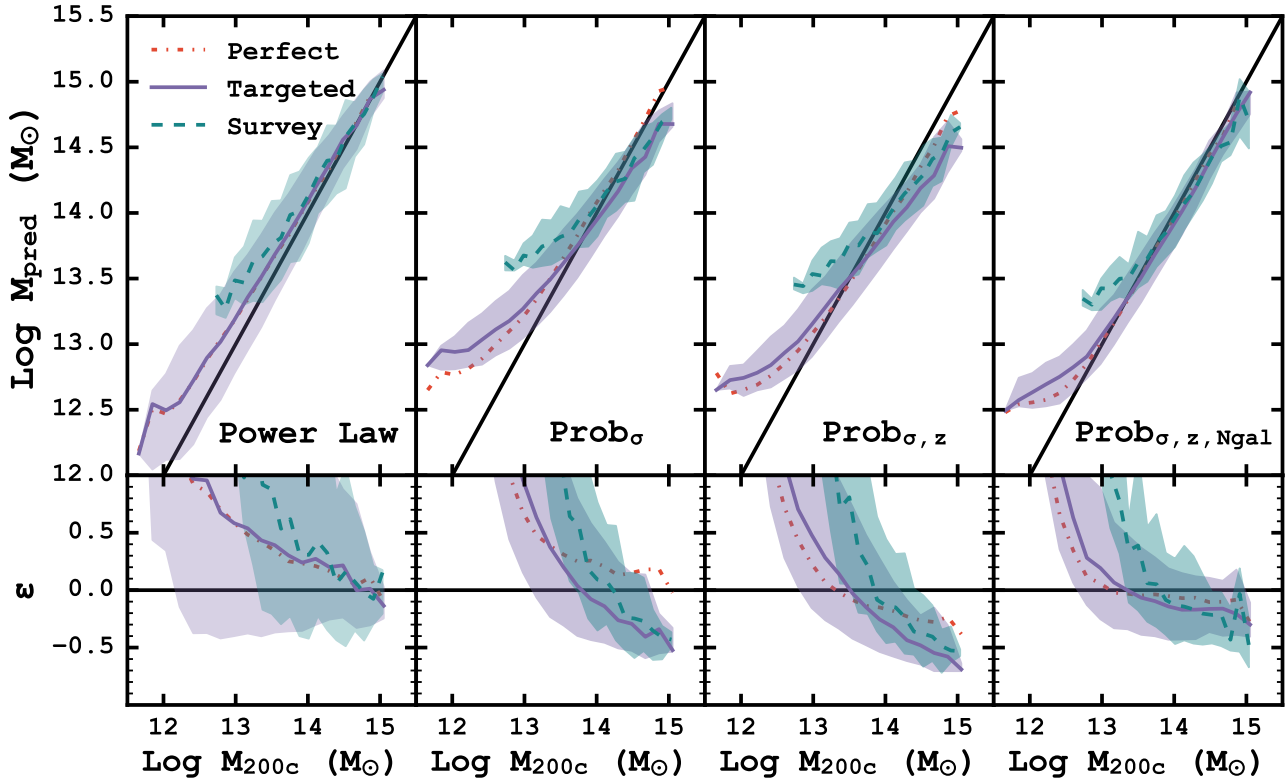 15.5
15.0
14.5
14.0
13.5
13.0
12.5
12.0
Log M_pred (M_⊙)
Perfect
Targeted
Survey
Power Law
Prob_σ
Prob_σ,z
Prob_σ,z,Ngal
0.5
0.0
−0.5
ε
12 13 14 15 12 13 14 15 12 13 14 15 12 13 14 15
Log M_200c (M_⊙) Log M_200c (M_⊙) Log M_200c (M_⊙) Log M_200c (M_⊙)